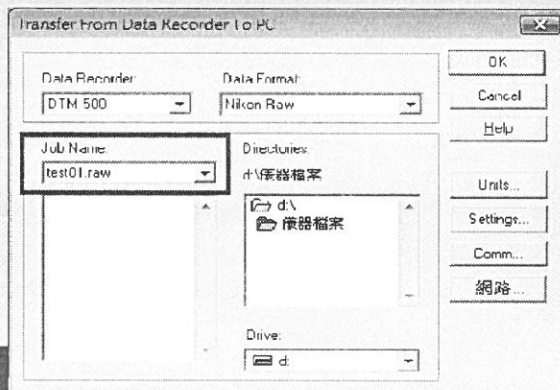 Transfer From Data Recorder To PC
Data Recorder:
DTM 500
Data Format:
Nikon Raw
Job Name:
test01.raw
Directories:
d:\儀器檔案
d:\
儀器檔案
Drive:
d:
OK
Cancel
Help
Units...
Settings...
Comm...
網路...